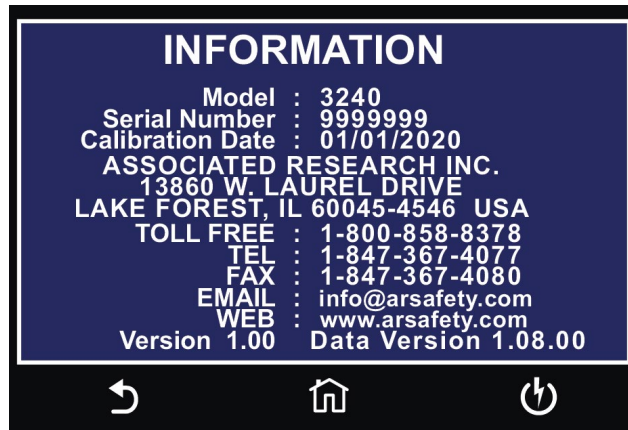 INFORMATION
Model : 3240
Serial Number : 9999999
Calibration Date : 01/01/2020
ASSOCIATED RESEARCH INC.
13860 W. LAUREL DRIVE
LAKE FOREST, IL 60045-4546 USA
TOLL FREE : 1-800-858-8378
TEL : 1-847-367-4077
FAX : 1-847-367-4080
EMAIL : info@arsafety.com
WEB : www.arsafety.com
Version 1.00 Data Version 1.08.00